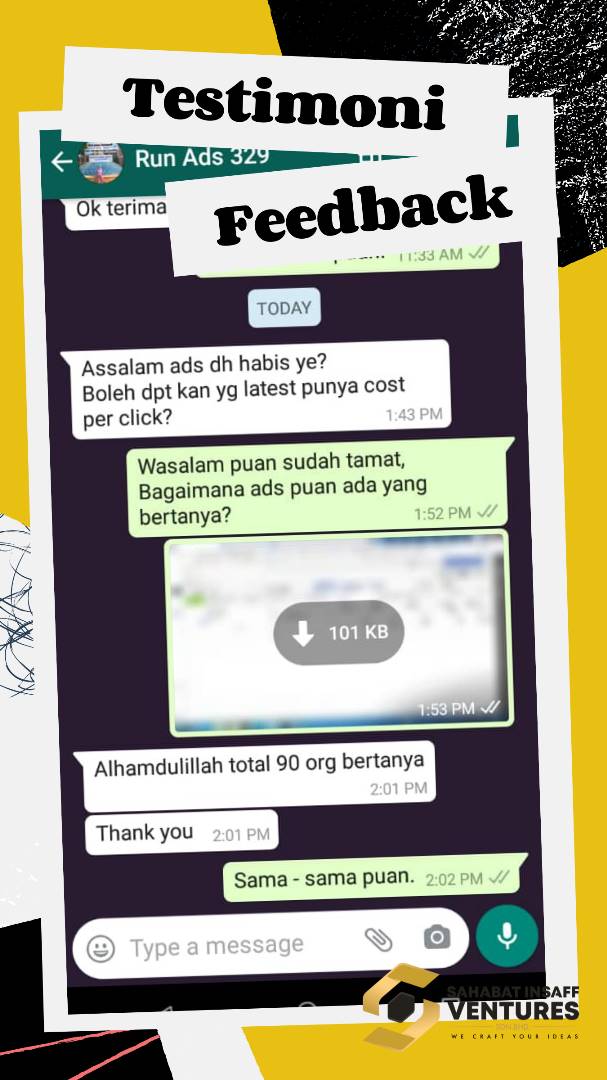 Testimoni
Run Ads 329
Feedback
Ok terima
11:33 AM
TODAY
Assalam ads dh habis ye?
Boleh dpt kan yg latest punya cost
per click?
1:43 PM
Wasalam puan sudah tamat,
Bagaimana ads puan ada yang
bertanya?
1:52 PM
101 KB
1:53 PM
Alhamdulillah total 90 org bertanya
2:01 PM
Thank you 2:01 PM
Sama - sama puan. 2:02 PM
Type a message
SAHABAT INSAFF
VENTURES
SDN BHD
WE CRAFT YOUR IDEAS